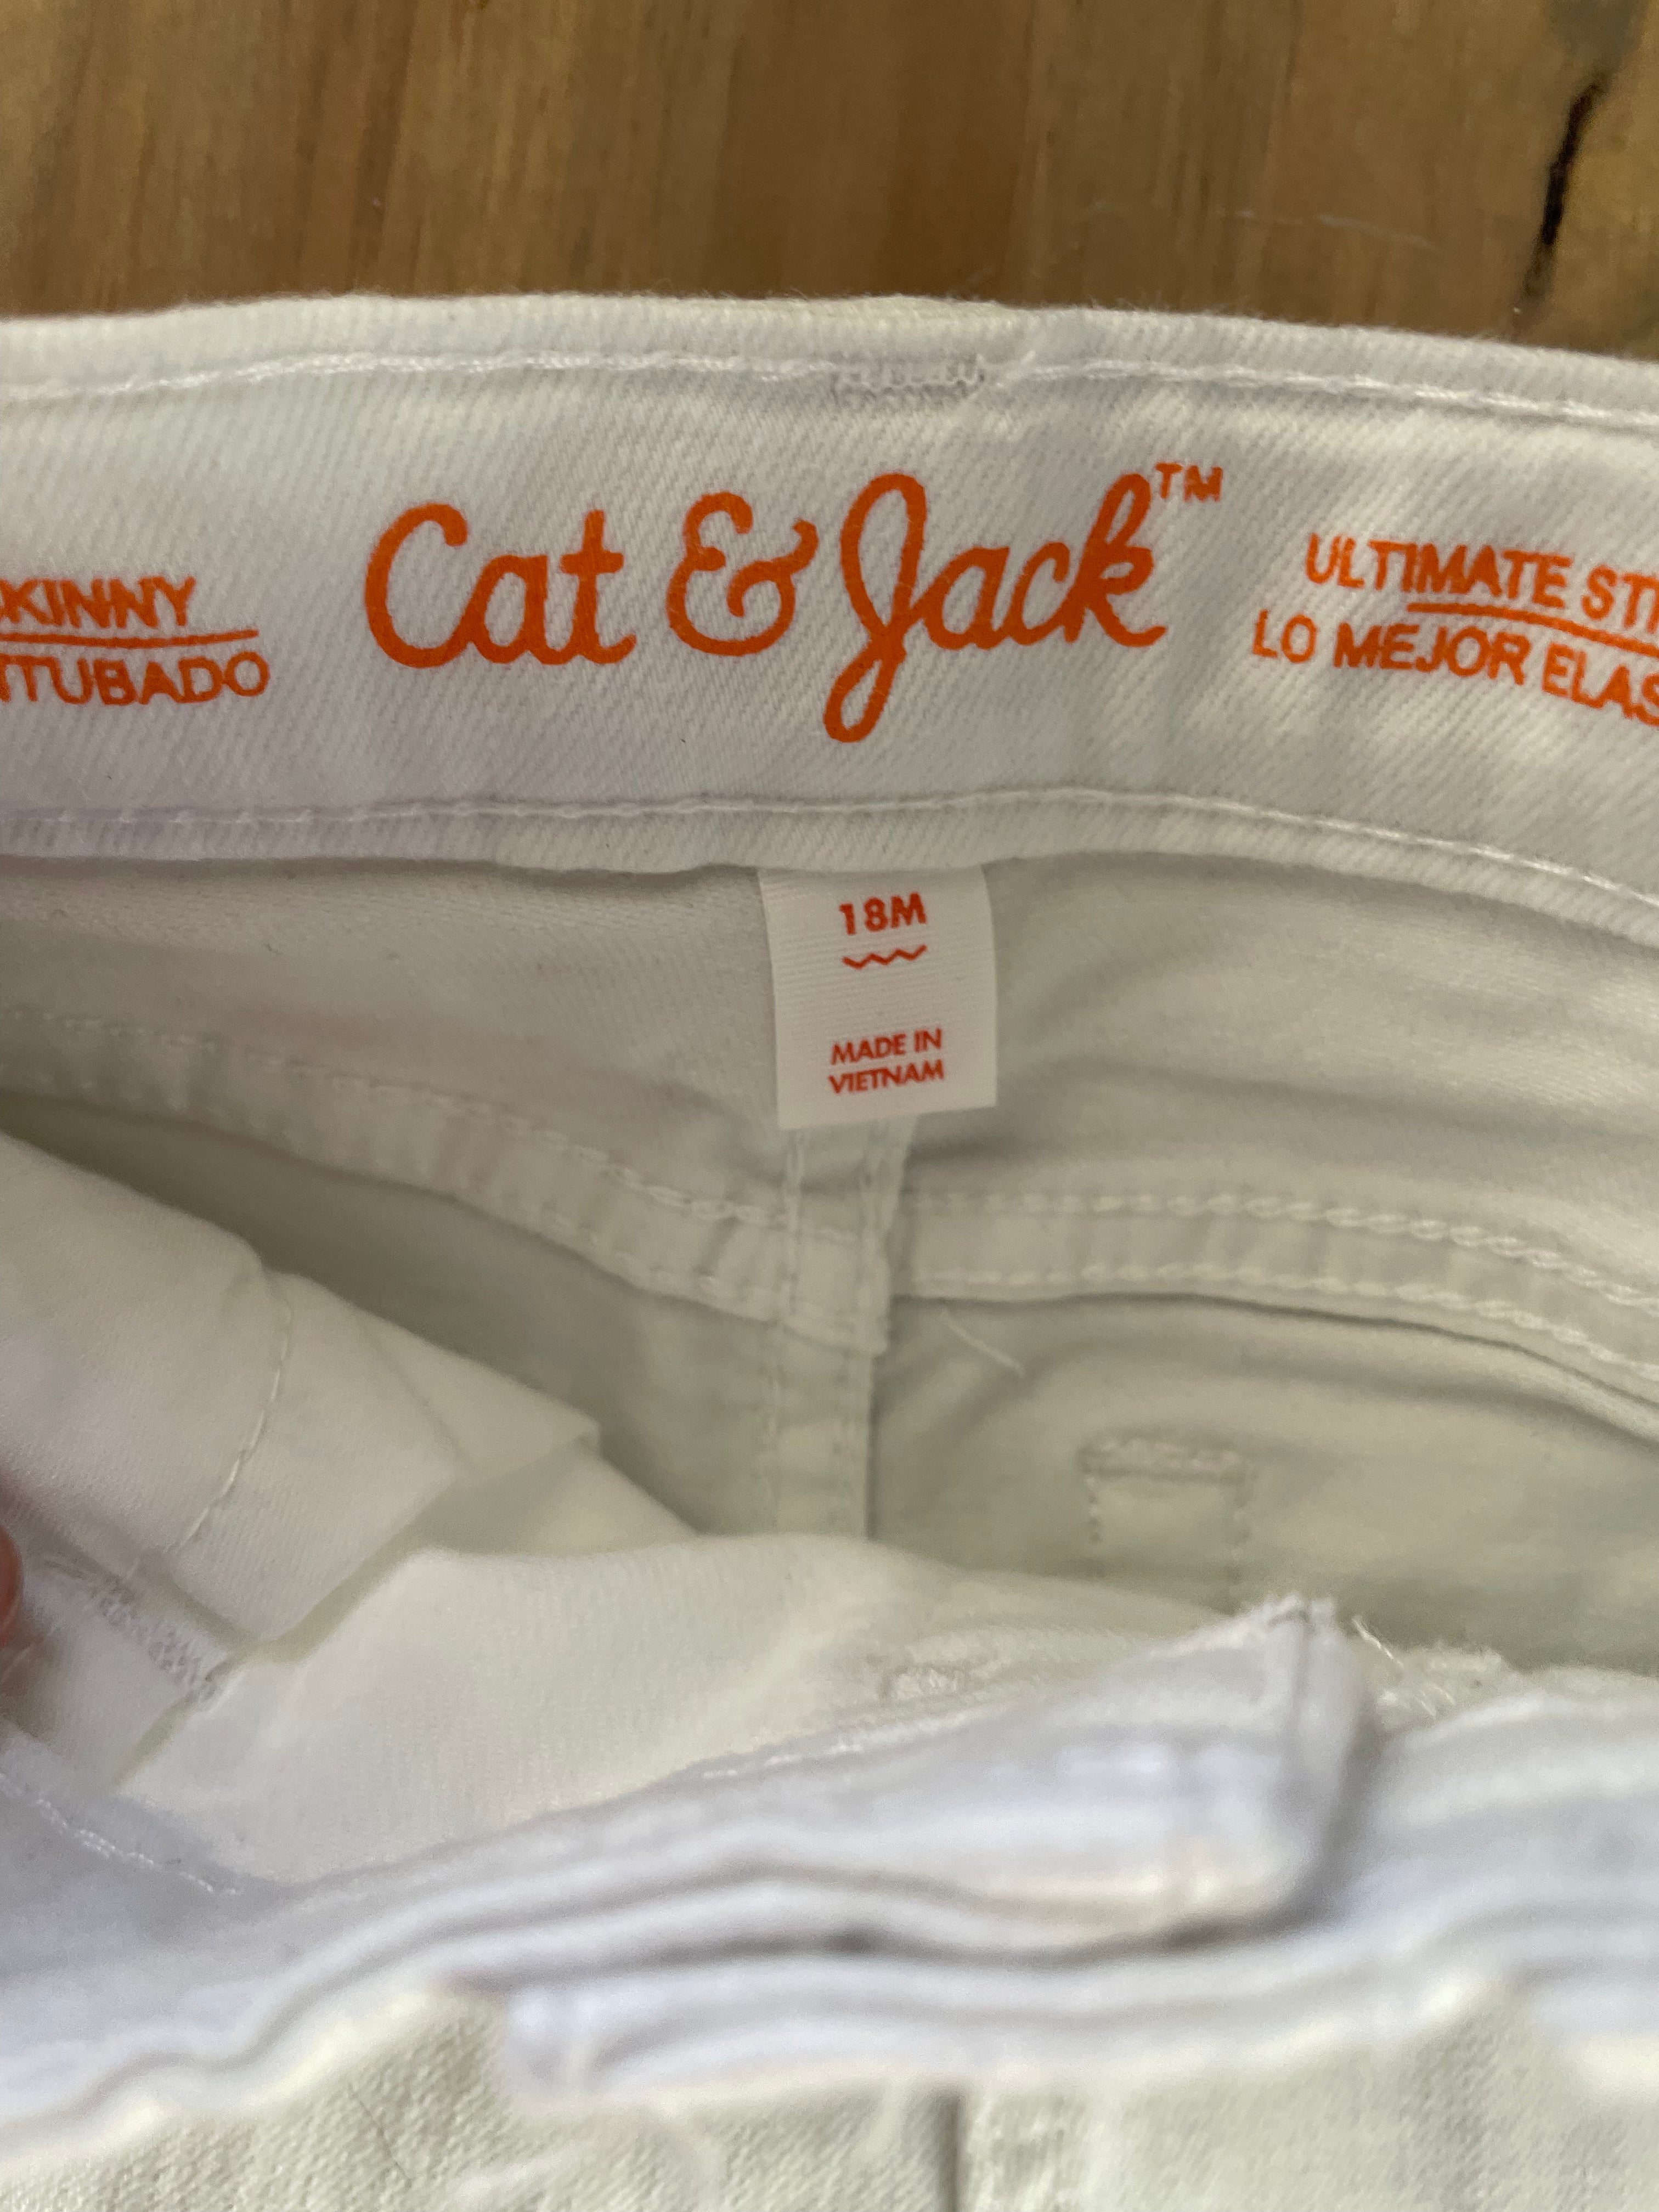 SKINNY
ENTUBADO
Cat & Jack™
ULTIMATE ST
LO MEJOR ELAS
18M
MADE IN
VIETNAM